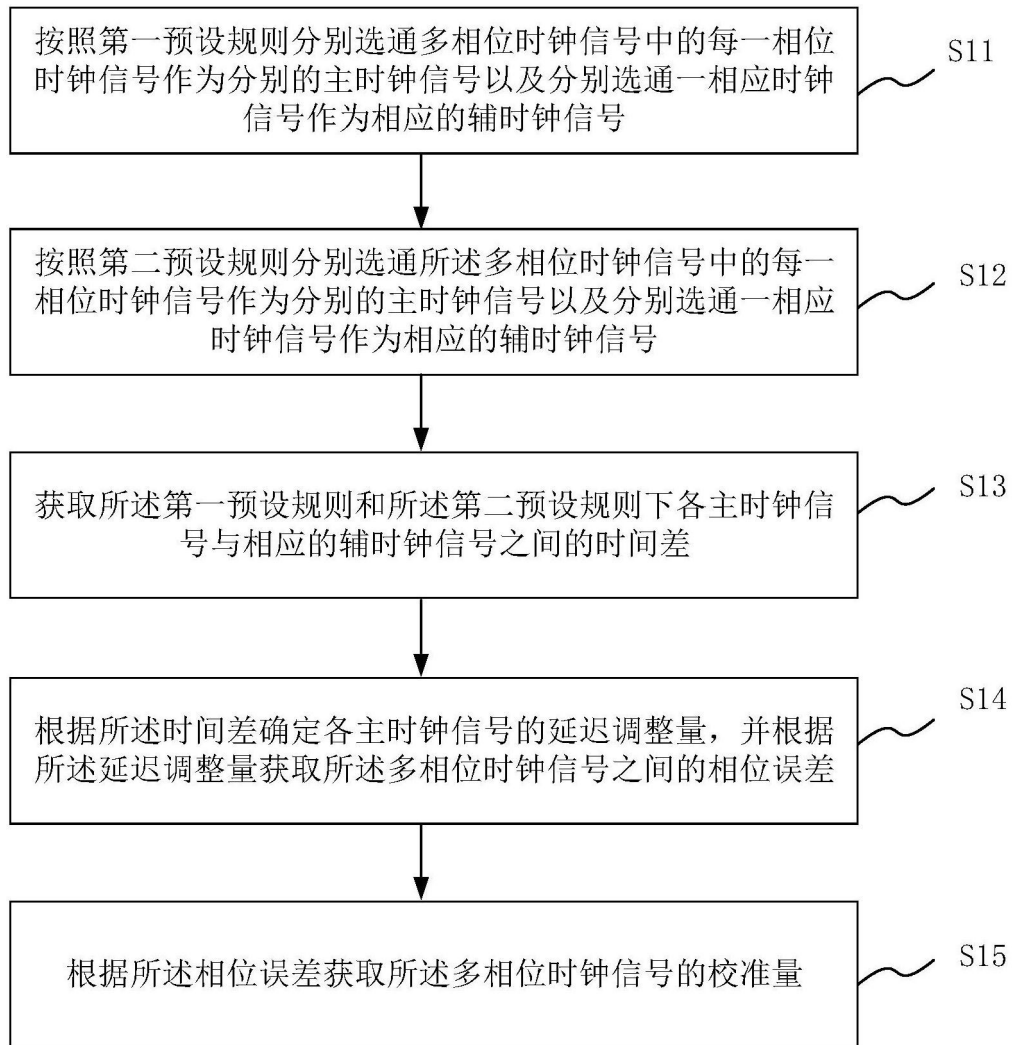 按照第一预设规则分别选通多相位时钟信号中的每一相位
时钟信号作为分别的主时钟信号以及分别选通一相应时钟
信号作为相应的辅时钟信号
S11
按照第二预设规则分别选通所述多相位时钟信号中的每一
相位时钟信号作为分别的主时钟信号以及分别选通一相应
时钟信号作为相应的辅时钟信号
S12
获取所述第一预设规则和所述第二预设规则下各主时钟信
号与相应的辅时钟信号之间的时间差
S13
根据所述时间差确定各主时钟信号的延迟调整量，并根据
所述延迟调整量获取所述多相位时钟信号之间的相位误差
S14
根据所述相位误差获取所述多相位时钟信号的校准量
S15